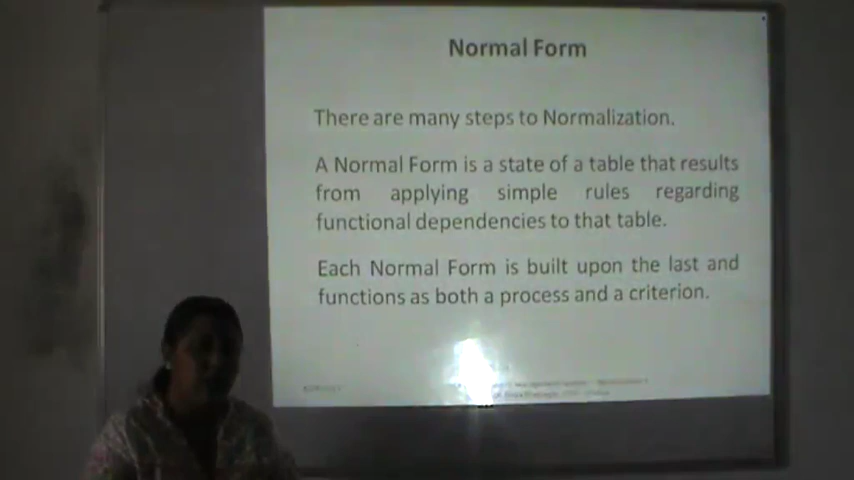 Normal Form
There are many steps to Normalization.
A Normal Form is a state of a table that results
from applying simple rules regarding
functional dependencies to that table.
Each Normal Form is built upon the last and
functions as both a process and a criterion.